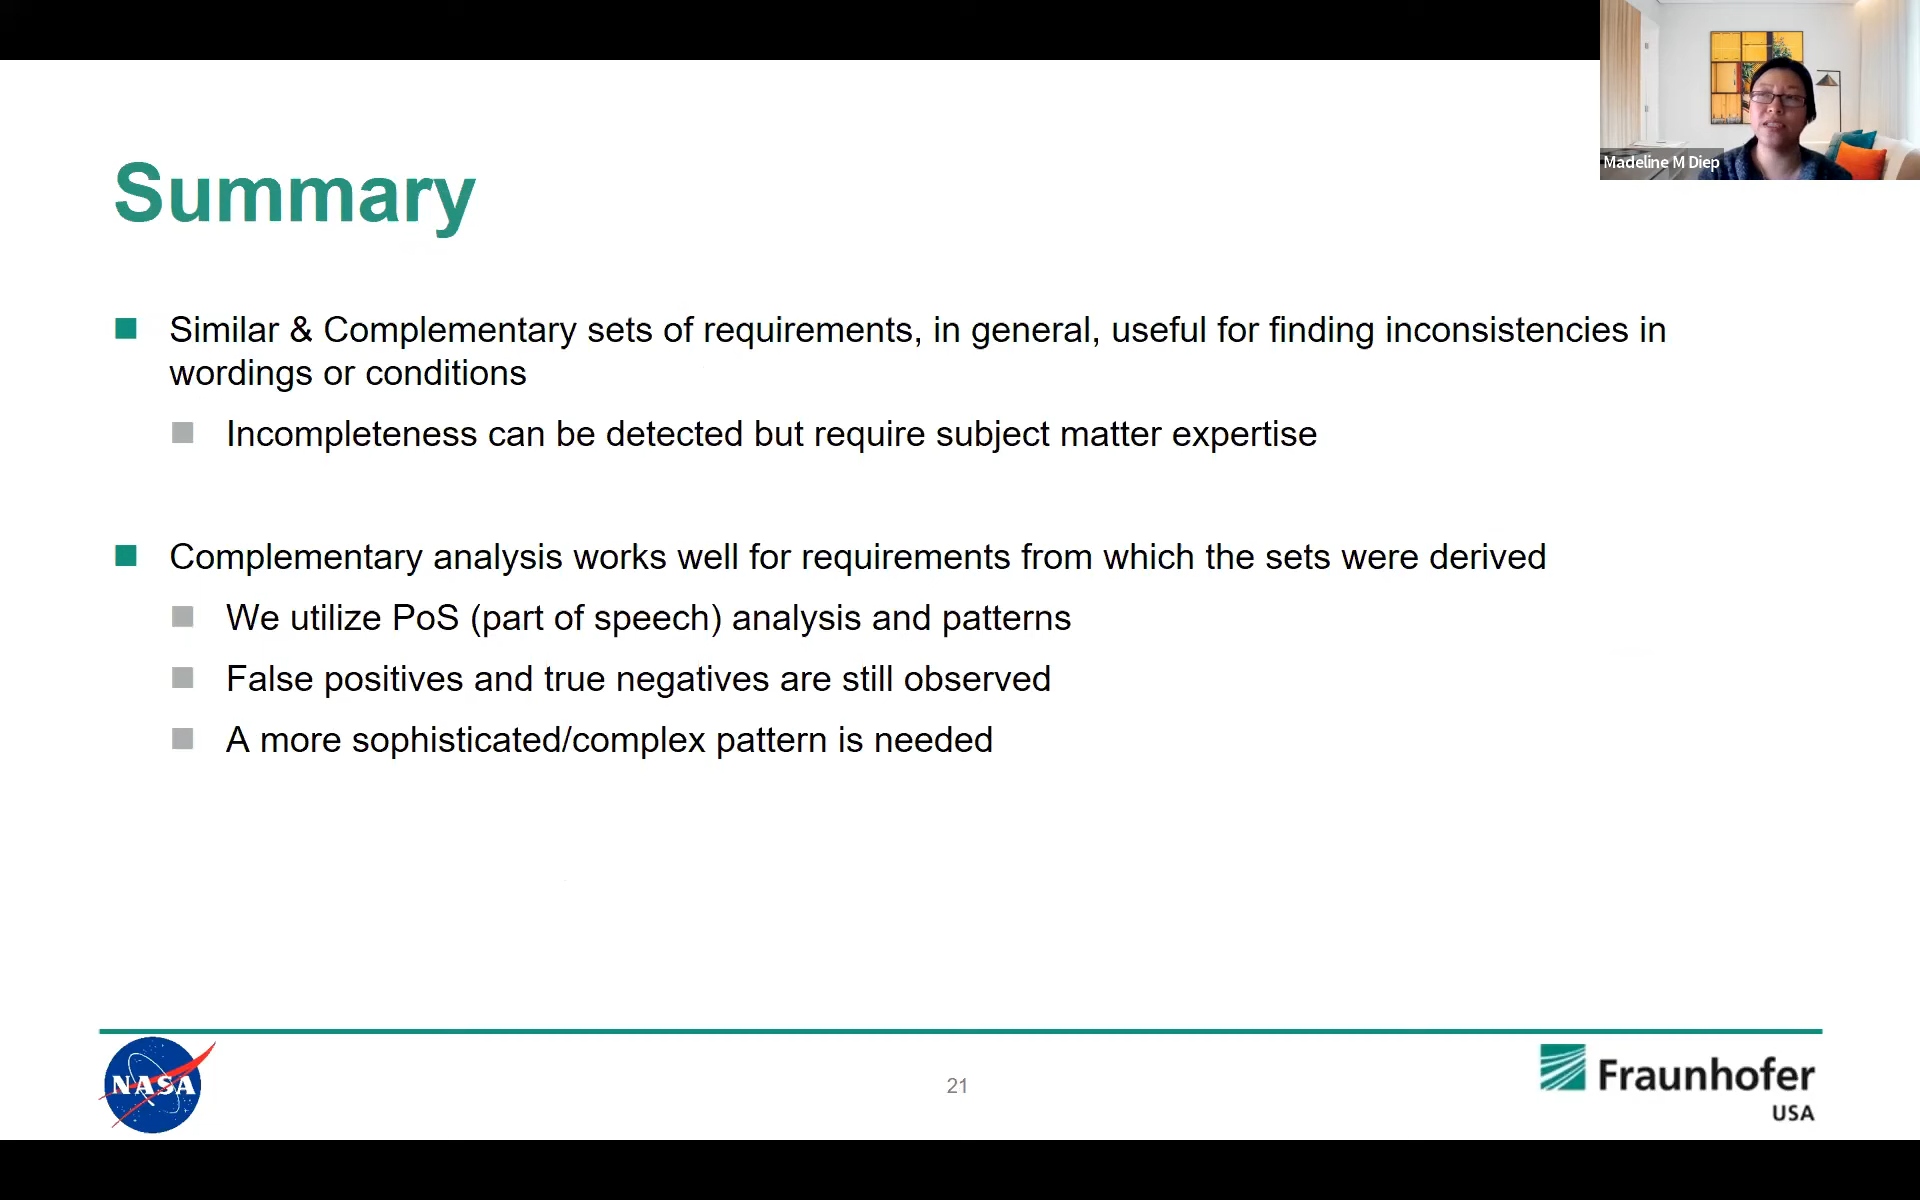 Madeline M Diep
Summary
Similar & Complementary sets of requirements, in general, useful for finding inconsistencies in
wordings or conditions
Incompleteness can be detected but require subject matter expertise
Complementary analysis works well for requirements from which the sets were derived
We utilize PoS (part of speech) analysis and patterns
False positives and true negatives are still observed
A more sophisticated/complex pattern is needed
NASA
21
Fraunhofer
USA